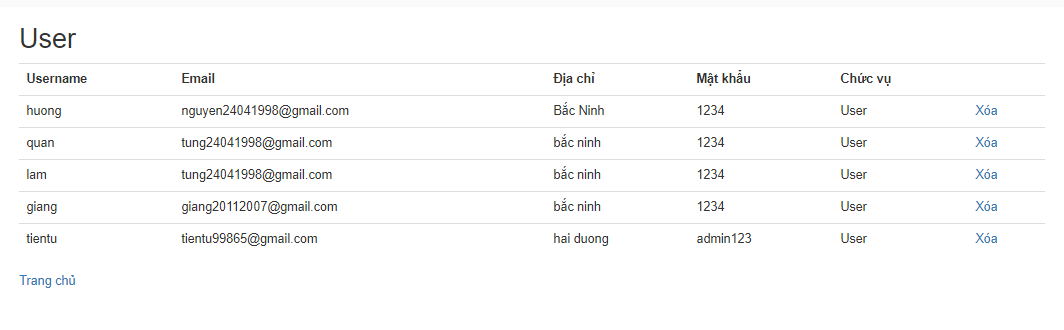 User
Username Email Địa chỉ Mật khẩu Chức vụ
huong nguyen24041998@gmail.com Bắc Ninh 1234 User Xóa
quan tung24041998@gmail.com bắc ninh 1234 User Xóa
lam tung24041998@gmail.com bắc ninh 1234 User Xóa
giang giang20112007@gmail.com bắc ninh 1234 User Xóa
tientu tientu99865@gmail.com hai duong admin123 User Xóa
Trang chủ